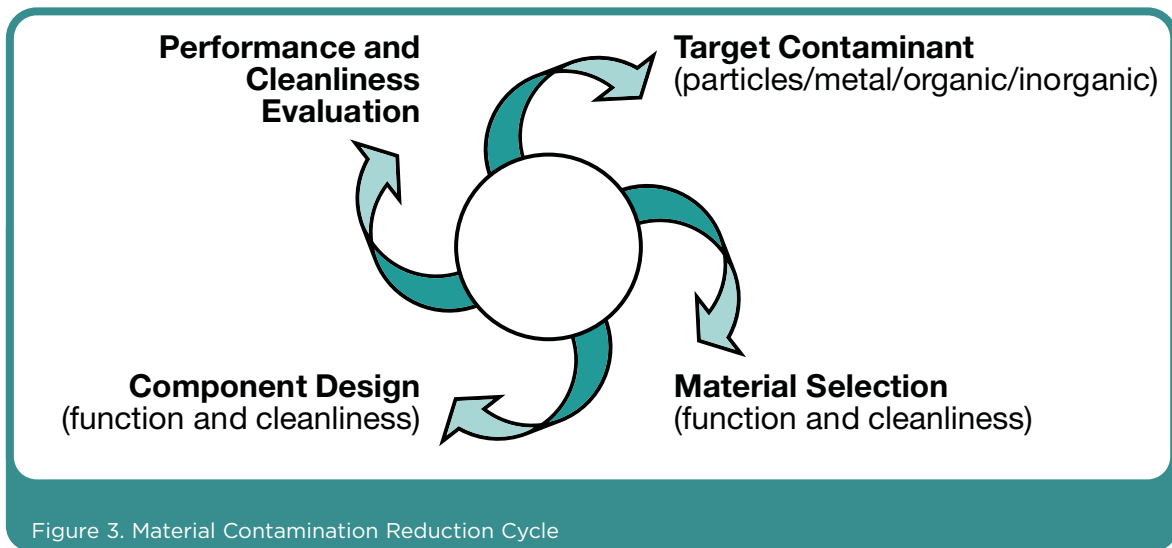 Performance and
Cleanliness
Evaluation
Target Contaminant
(particles/metal/organic/inorganic)
Component Design
(function and cleanliness)
Material Selection
(function and cleanliness)
Figure 3. Material Contamination Reduction Cycle